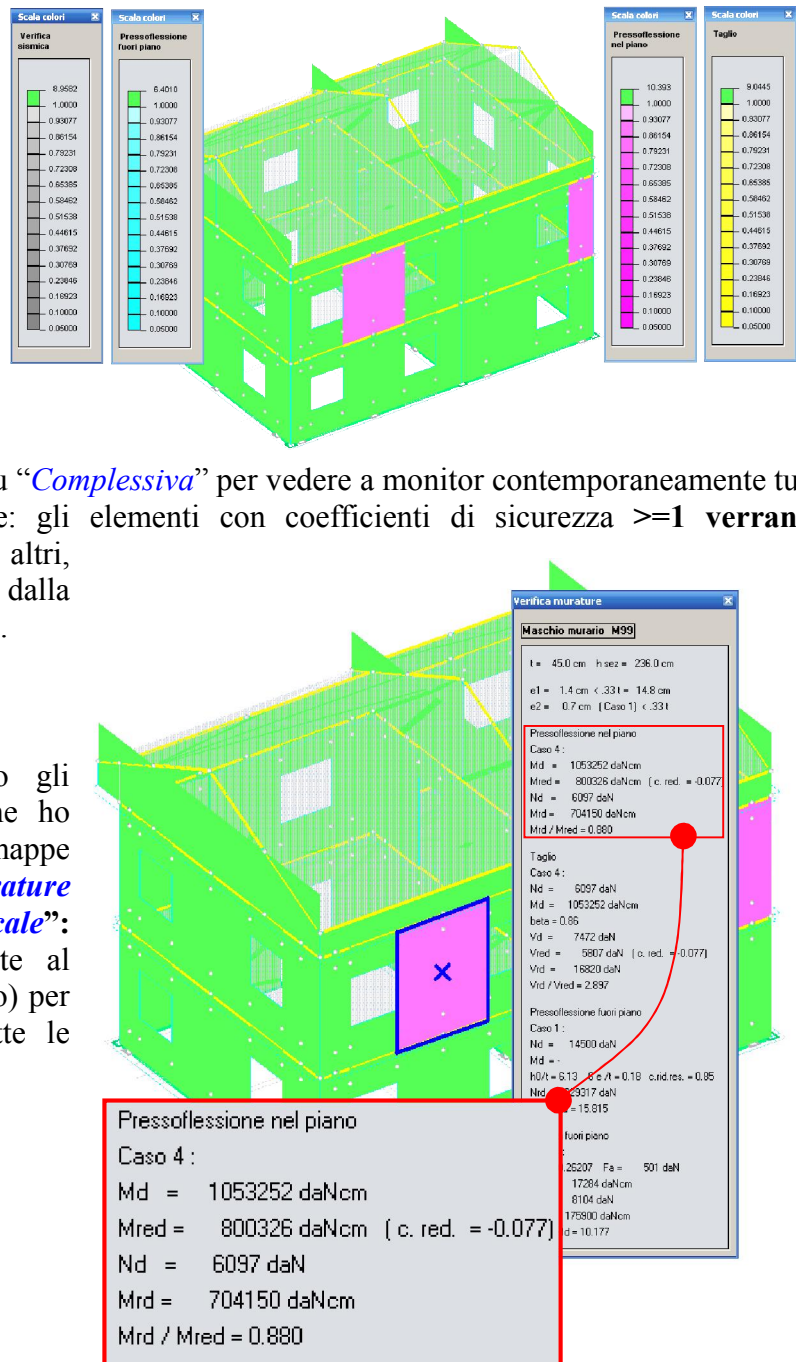 Scala colori
Verifica
sismica
8.9582
1.0000
0.93077
0.86154
0.79231
0.72308
0.65385
0.58462
0.51538
0.44615
0.37692
0.30769
0.23846
0.16923
0.10000
0.05000
Scala colori
Pressoflessione
fuori piano
6.4010
1.0000
0.93077
0.86154
0.79231
0.72308
0.65385
0.58462
0.51538
0.44615
0.37692
0.30769
0.23846
0.16923
0.10000
0.05000
Scala colori
Pressoflessione
nel piano
10.393
1.0000
0.93077
0.86154
0.79231
0.72308
0.65385
0.58462
0.51538
0.44615
0.37692
0.30769
0.23846
0.16923
0.10000
0.05000
Scala colori
Taglio
9.0445
1.0000
0.93077
0.86154
0.79231
0.72308
0.65385
0.58462
0.51538
0.44615
0.37692
0.30769
0.23846
0.16923
0.10000
0.05000
u “Complessiva” per vedere a monitor contemporaneamente tu
e: gli elementi con coefficienti di sicurezza >=1 verran
altri,
dalla
.
o gli
ne ho
nappe
rature
cale”:
te al
o) per
tte le
Verifica murature
Maschio murario M99
t = 45.0 cm h sez = 236.0 cm
e1 = 1.4 cm < .33 t = 14.8 cm
e2 = 0.7 cm ( Caso 1) < .33 t
Pressoflessione nel piano
Caso 4 :
Md = 1053252 daNcm
Mred = 800326 daNcm ( c. red. = -0.077)
Nd = 6097 daN
Mrd = 704150 daNcm
Mrd / Mred = 0.880
Taglio
Caso 4 :
Nd = 6097 daN
Md = 1053252 daNcm
beta = 0.86
Vd = 7472 daN
Vred = 5807 daN ( c. red. = -0.077)
Vrd = 16820 daN
Vrd / Vred = 2.897
Pressoflessione fuori piano
Caso 1 :
Nd = 14500 daN
Md = -
h0/t = 6.13 6 e /t = 0.18 c.rid.res. = 0.85
Nrd 29317 daN
= 15.815
fuori piano
:
.26207 Fa = 501 daN
17284 daNcm
8104 daN
175900 daNcm
d = 10.177
Pressoflessione nel piano
Caso 4 :
Md = 1053252 daNcm
Mred = 800326 daNcm ( c. red. = -0.077)
Nd = 6097 daN
Mrd = 704150 daNcm
Mrd / Mred = 0.880